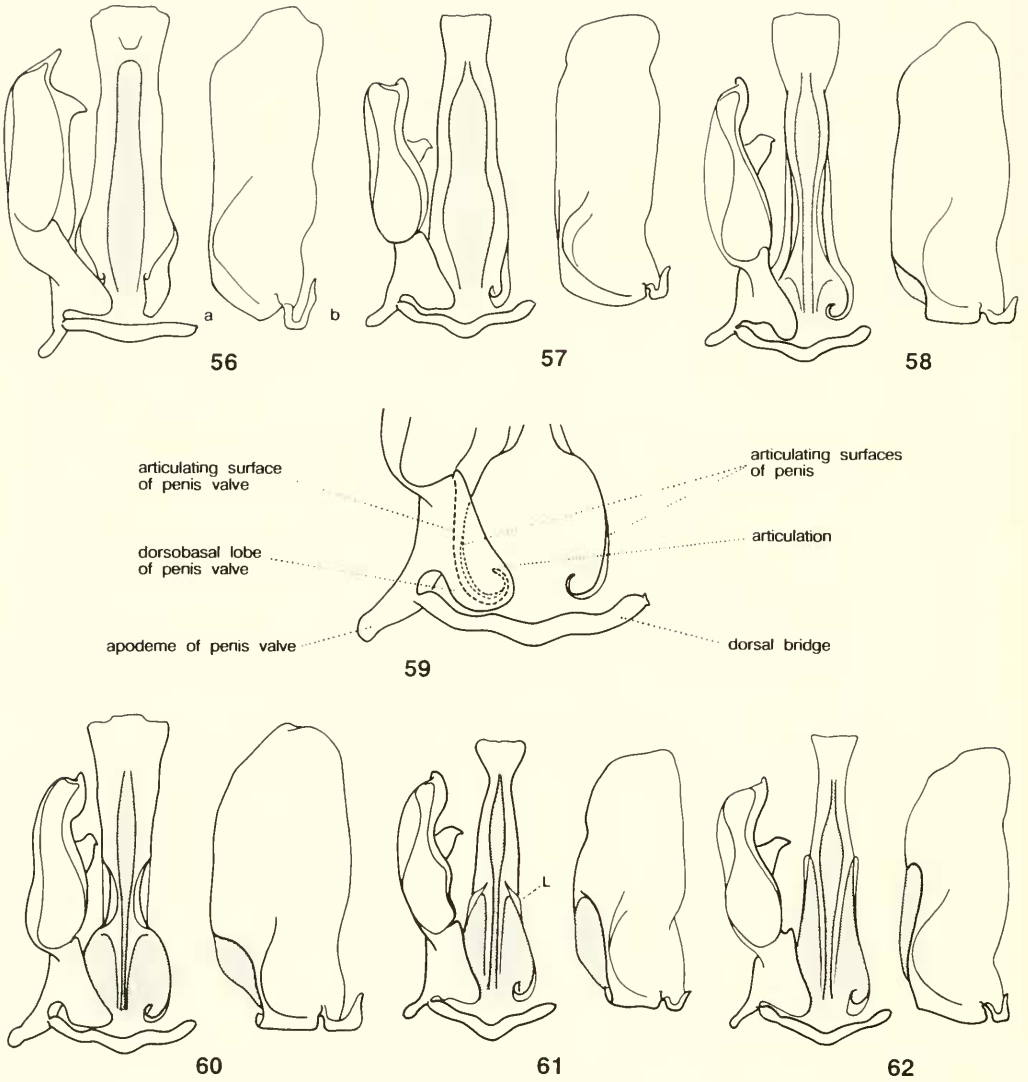 a
b
56
57
58
articulating surface
of penis valve
dorsobasal lobe
of penis valve
apodeme of penis valve
articulating surfaces
of penis
articulation
dorsal bridge
59
L
60
61
62